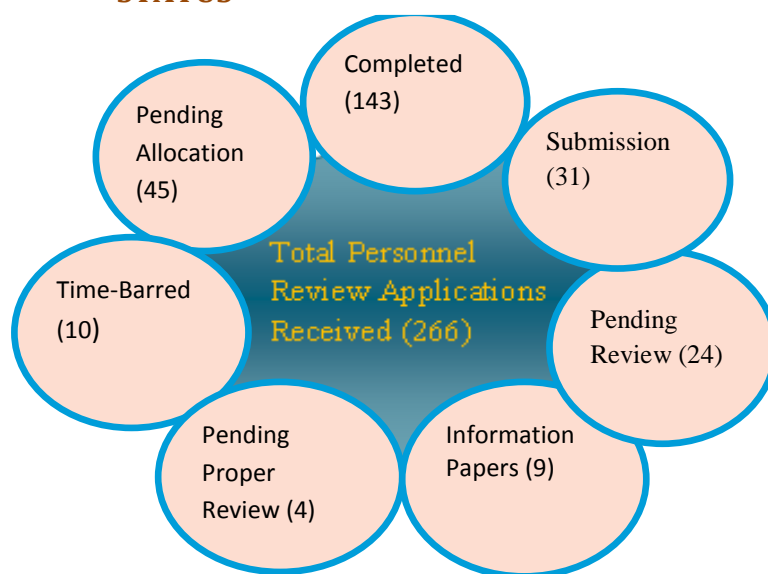 STATUS
Completed
(143)
Pending
Allocation
(45)
Submission
(31)
Total Personnel
Review Applications
Received (266)
Time-Barred
(10)
Pending
Review (24)
Pending
Proper
Review (4)
Information
Papers (9)